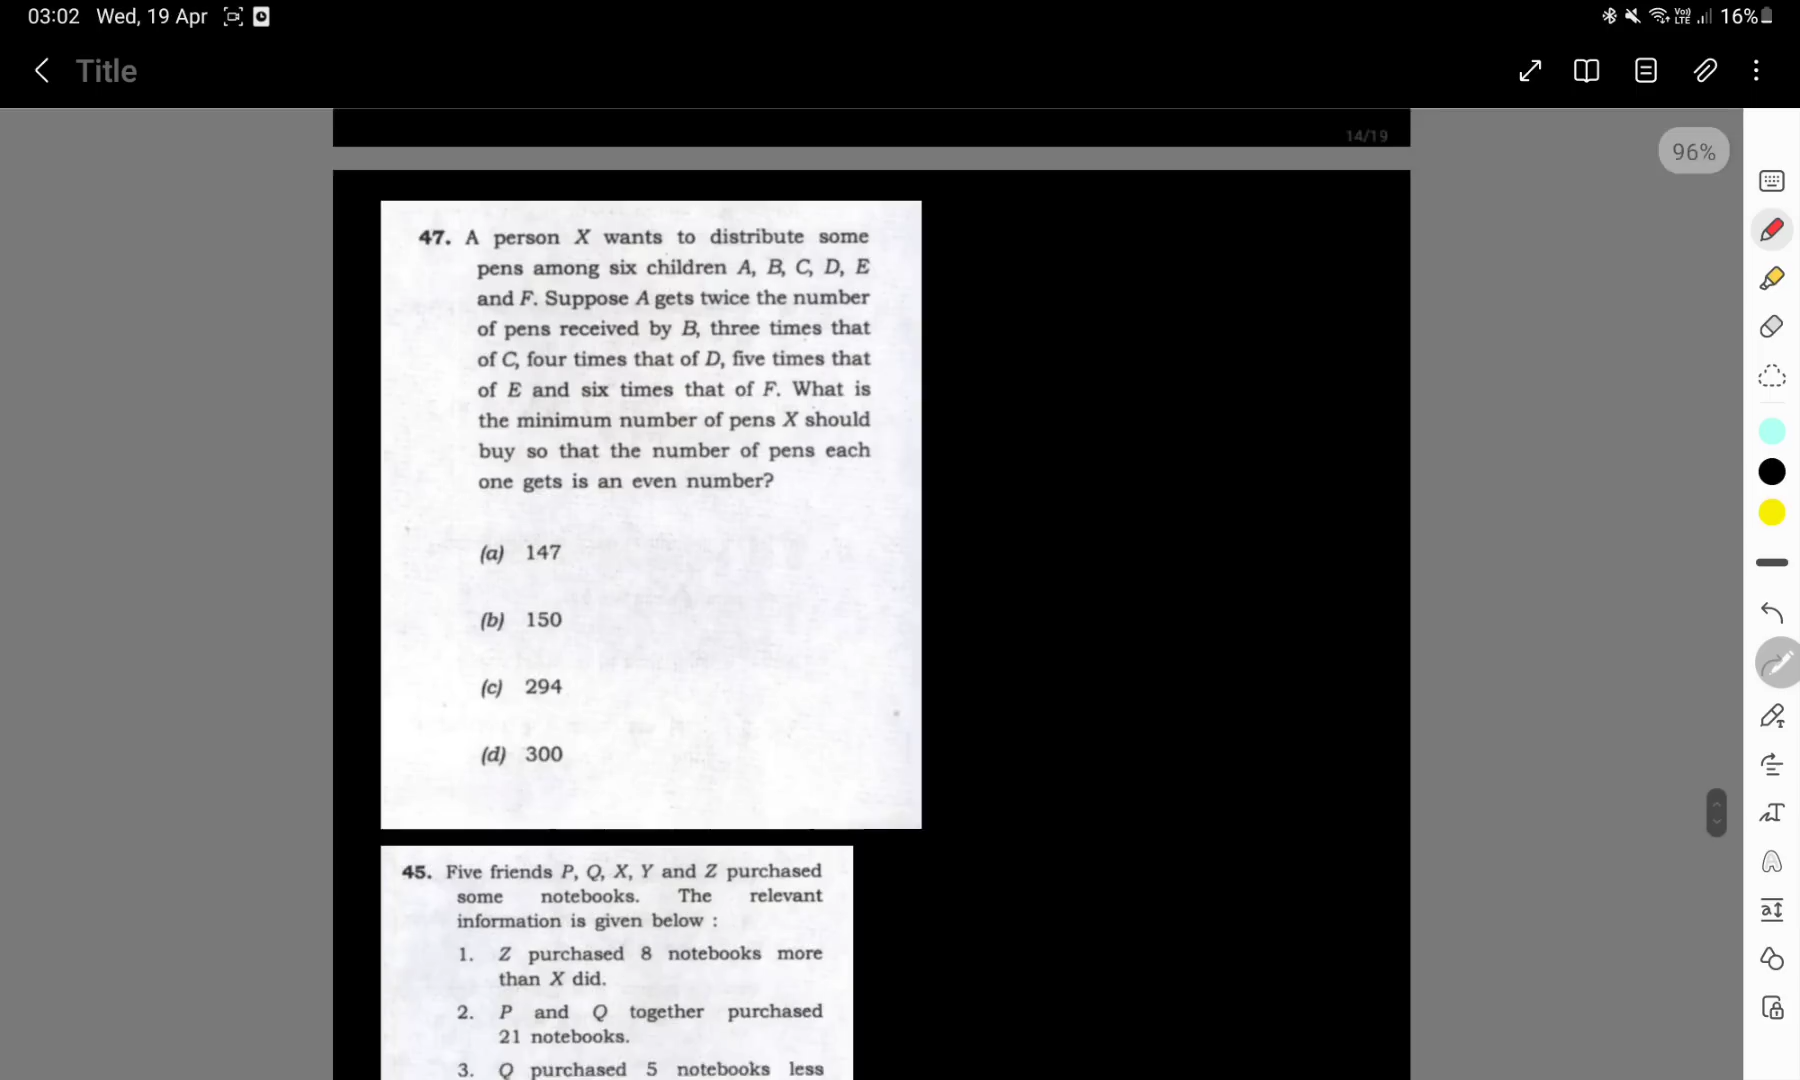 03:02 Wed, 19 Apr
Vo)) LTE 16%
Title
14/19
96%
47. A person X wants to distribute some
pens among six children A, B, C, D, E
and F. Suppose A gets twice the number
of pens received by B, three times that
of C, four times that of D, five times that
of E and six times that of F. What is
the minimum number of pens X should
buy so that the number of pens each
one gets is an even number?
(a) 147
(b) 150
(c) 294
(d) 300
45. Five friends P, Q, X, Y and Z purchased
some notebooks. The relevant
information is given below :
1. Z purchased 8 notebooks more
than X did.
2. P and Q together purchased
21 notebooks.
3. Q purchased 5 notebooks less